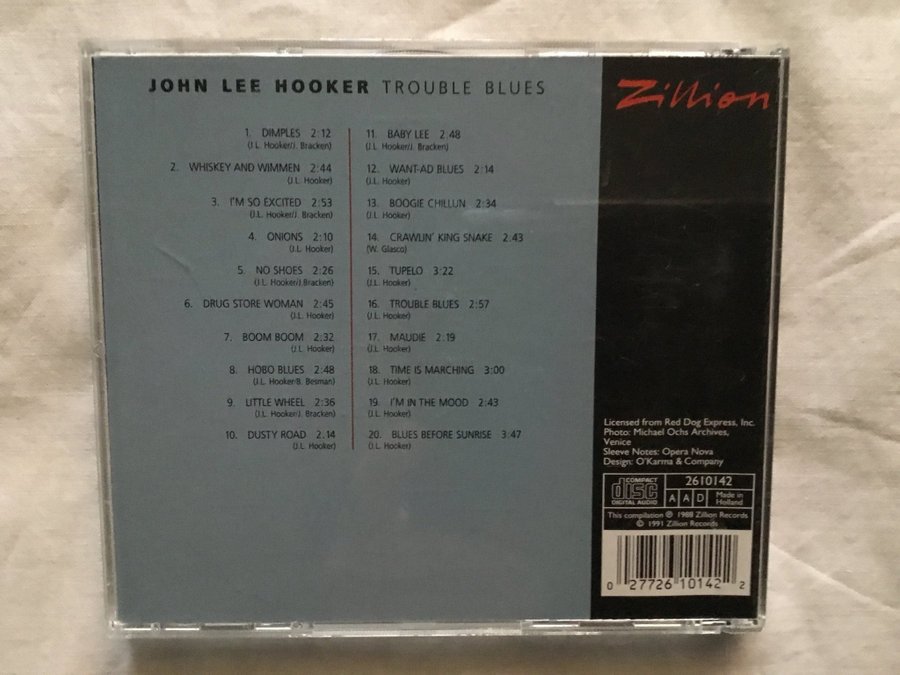 JOHN LEE HOOKER TROUBLE BLUES
1. DIMPLES 2:12
(J.L. Hooker/J. Bracken)
2. WHISKEY AND WIMMEN 2:44
(J.L. Hooker)
3. I'M SO EXCITED 2:53
(J.L. Hooker/J. Bracken)
4. ONIONS 2:10
(J.L. Hooker)
5. NO SHOES 2:26
(J.L. Hooker/J.Bracken)
6. DRUG STORE WOMAN 2:45
(J.L. Hooker)
7. BOOM BOOM 2:32
(J.L. Hooker)
8. HOBO BLUES 2:48
(J.L. Hooker/B. Besman)
9. LITTLE WHEEL 2:36
(J.L. Hooker/J. Bracken)
10. DUSTY ROAD 2.14
(J.L. Hooker)
11. BABY LEE 2:48
(J.L. Hooker/J. Bracken)
12. WANT-AD BLUES 2:14
(J.L. Hooker)
13. BOOGIE CHILLUN 2:34
(J.L. Hooker)
14. CRAWLIN' KING SNAKE 2:43
(W. Glasco)
15. TUPELO 3:22
(J.L. Hooker)
16. TROUBLE BLUES 2:57
(J.L. Hooker)
17. MAUDIE 2:19
(J.L. Hooker)
18. TIME IS MARCHING 3:00
(J.L. Hooker)
19. I'M IN THE MOOD 2:43
(J.L. Hooker)
20. BLUES BEFORE SUNRISE 3:47
(J.L. Hooker)
Zillion
Licensed from Red Dog Express, Inc.
Photo: Michael Ochs Archives,
Venice
Sleeve Notes: Opera Nova
Design: O'Karma & Company
COMPACT
disc
DIGITAL AUDIO
2610142
A A D
Made in
Holland
This compilation ℗ 1988 Zillion Records
© 1991 Zillion Records
0 27726 10142 2